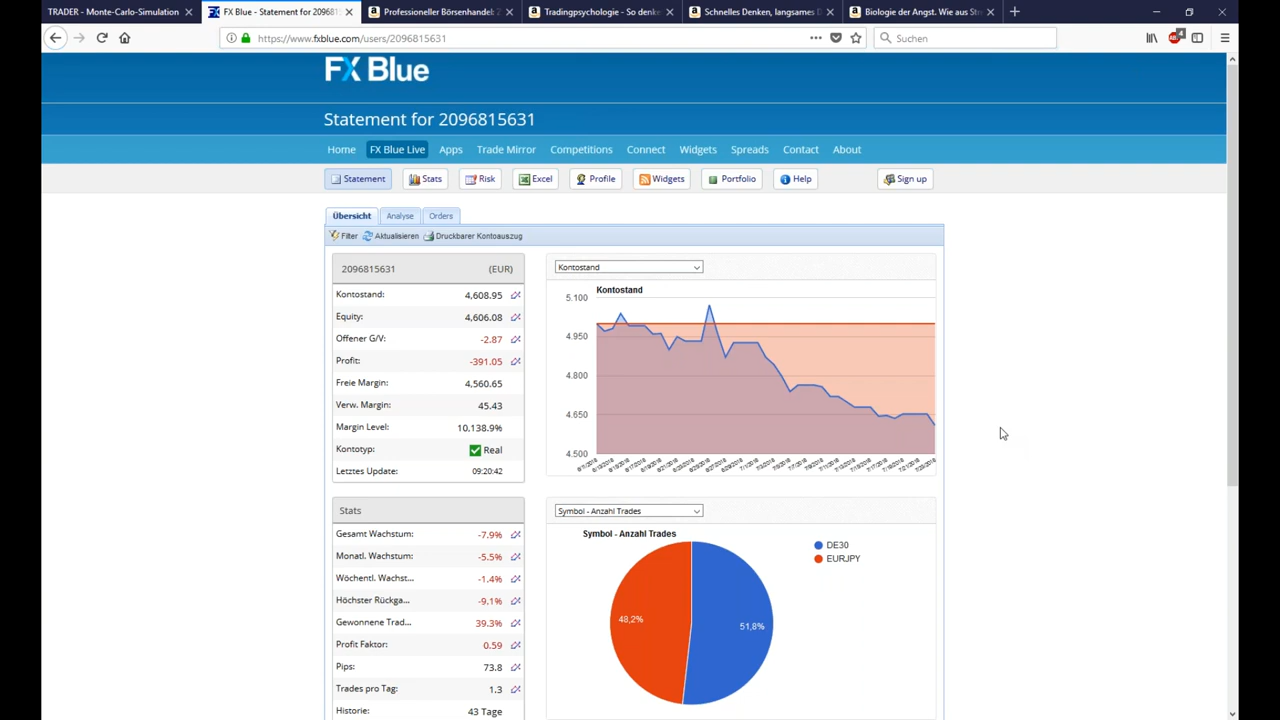 TRADER - Monte-Carlo-Simulation
FX Blue - Statement for 2096815
Professioneller Börsenhandel:
Tradingpsychologie - So denke
Schnelles Denken, langsames D
Biologie der Angst. Wie aus Str
https://www.fxblue.com/users/2096815631
Suchen
4
FX Blue
Statement for 2096815631
Home FX Blue Live Apps Trade Mirror Competitions Connect Widgets Spreads Contact About
Statement Stats Risk Excel Profile Widgets Portfolio Help Sign up
Übersicht Analyse Orders
Filter Aktualisieren Druckbarer Kontoauszug
2096815631 (EUR)
Kontostand: 4,608.95
Equity: 4,606.08
Offener G/V: -2.87
Profit: -391.05
Freie Margin: 4,560.65
Verw. Margin: 45.43
Margin Level: 10,138.9%
Kontotyp: Real
Letztes Update: 09:20:42
Kontostand
Kontostand
5.100
4.950
4.800
4.650
4.500
Stats
Gesamt Wachstum: -7.9%
Monatl. Wachstum: -5.5%
Wöchentl. Wachst... -1.4%
Höchster Rückga... -9,1%
Gewonnene Trad... 39.3%
Profit Faktor: 0.59
Pips: 73.8
Trades pro Tag: 1.3
Historie: 43 Tage
Symbol - Anzahl Trades
Symbol - Anzahl Trades
DE30
EURJPY
48,2%
51,8%